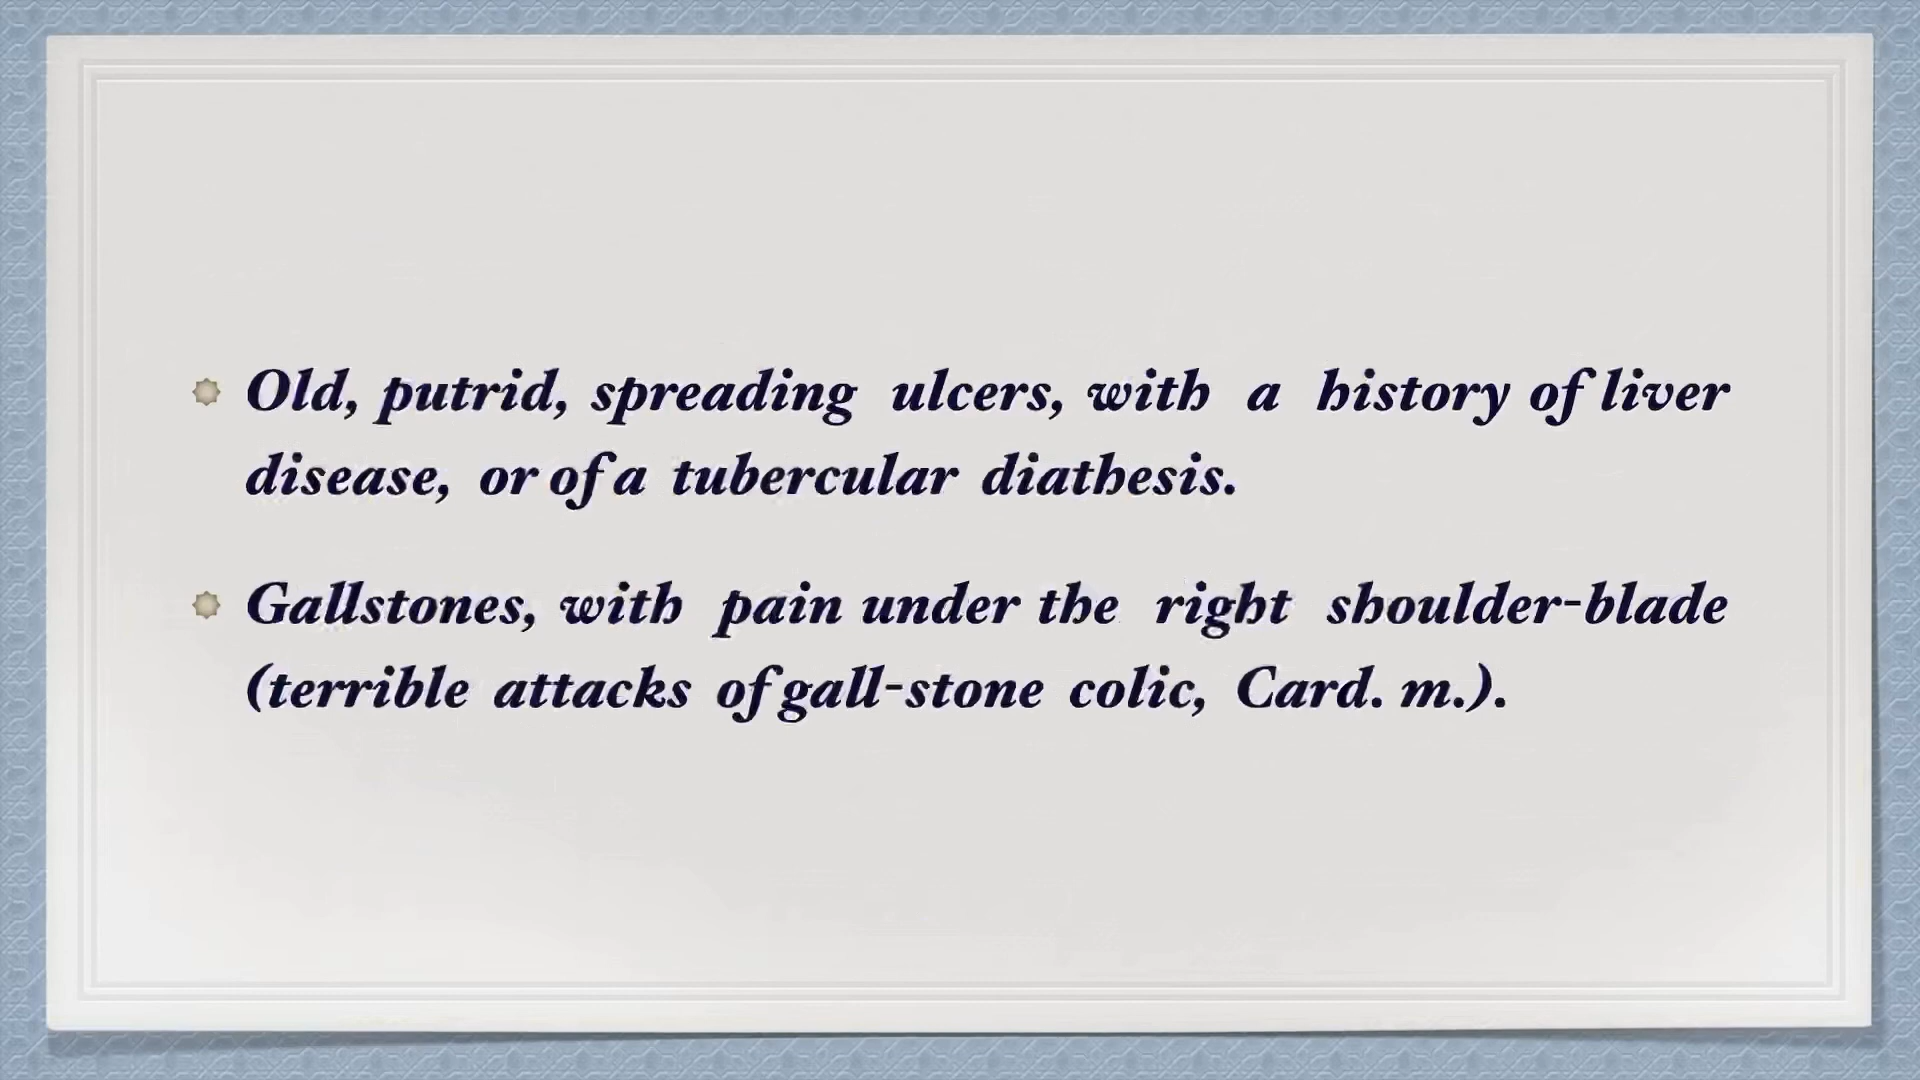 Old, putrid, spreading ulcers, with a history of liver
disease, or of a tubercular diathesis.
Gallstones, with pain under the right shoulder-blade
(terrible attacks of gall-stone colic, Card. m.).